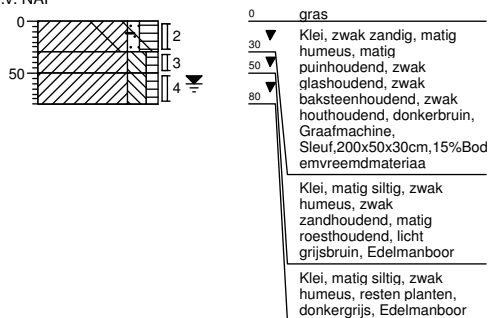 0
50
2
3
4
0
gras
30
50
80
Klei, zwak zandig, matig
humeus, matig
puinhoudend, zwak
glashoudend, zwak
baksteenhoudend, zwak
houthoudend, donkerbruin,
Graafmachine,
Sleuf,200x50x30cm,15%Bod
emvreemdmateriaa
Klei, matig siltig, zwak
humeus, zwak
zandhoudend, matig
roesthoudend, licht
grijsbruin, Edelmanboor
Klei, matig siltig, zwak
humeus, resten planten,
donkergrijs, Edelmanboor